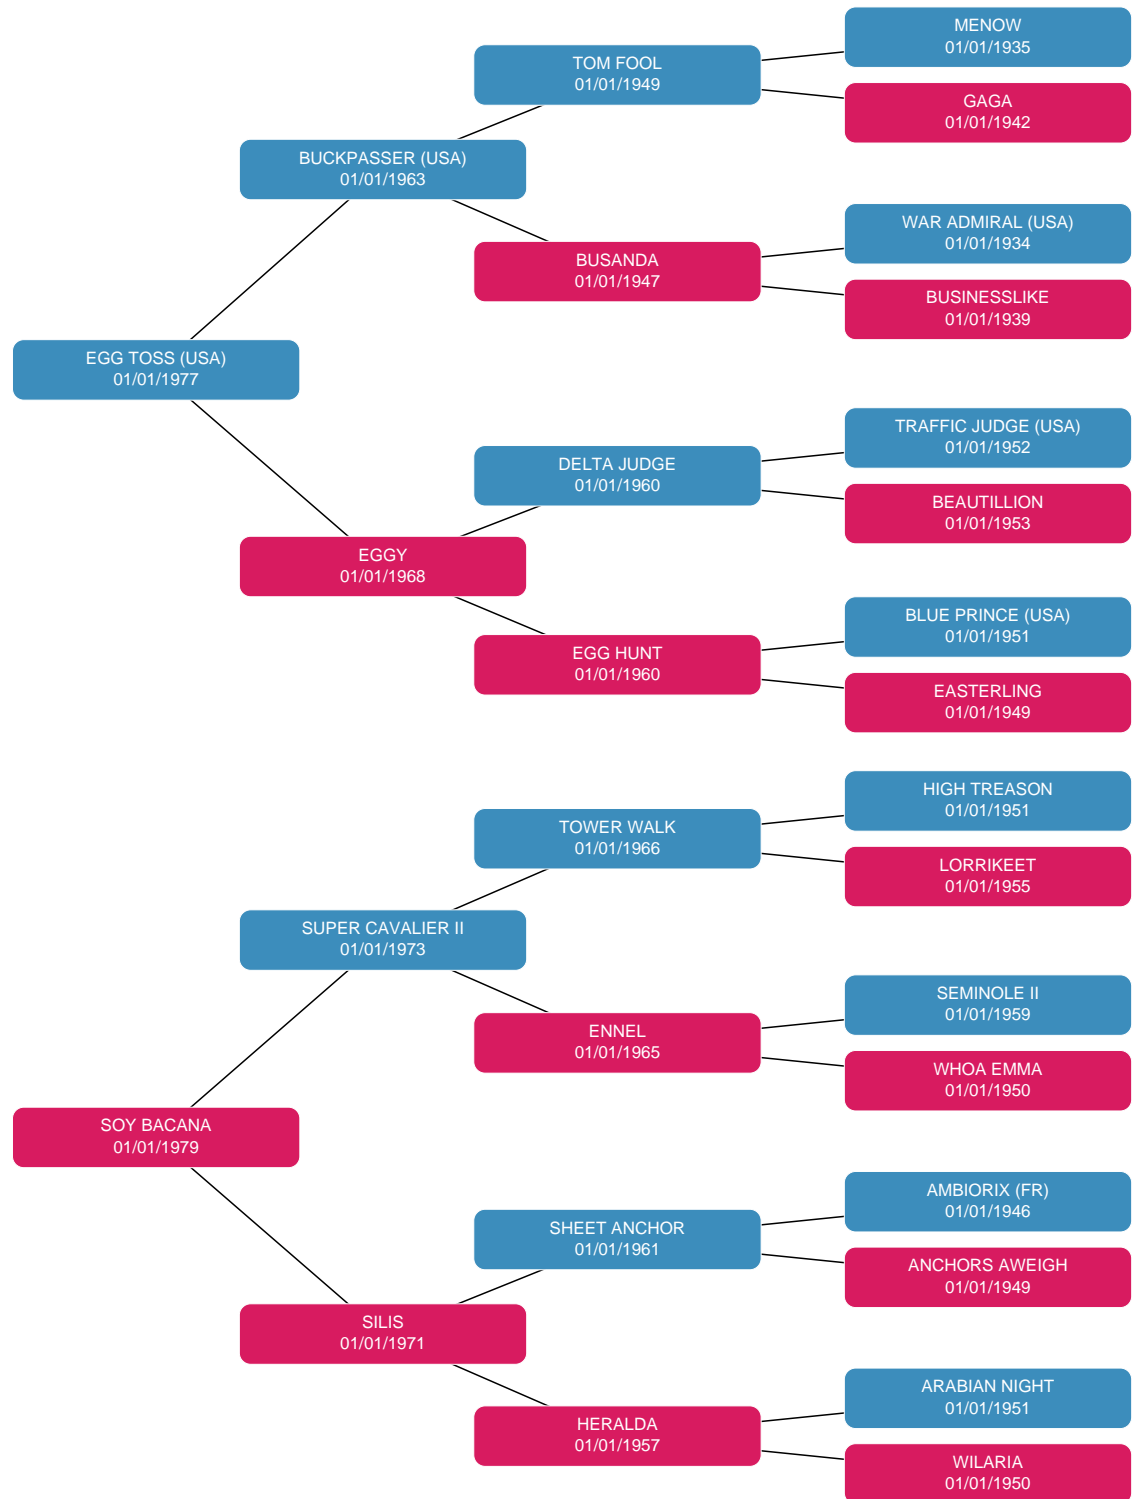 MENOW
01/01/1935
TOM FOOL
01/01/1949
GAGA
01/01/1942
BUCKPASSER (USA)
01/01/1963
WAR ADMIRAL (USA)
01/01/1934
BUSANDA
01/01/1947
BUSINESSLIKE
01/01/1939
EGG TOSS (USA)
01/01/1977
TRAFFIC JUDGE (USA)
01/01/1952
DELTA JUDGE
01/01/1960
BEAUTILLION
01/01/1953
EGGY
01/01/1968
BLUE PRINCE (USA)
01/01/1951
EGG HUNT
01/01/1960
EASTERLING
01/01/1949
HIGH TREASON
01/01/1951
TOWER WALK
01/01/1966
LORRIKEET
01/01/1955
SUPER CAVALIER II
01/01/1973
SEMINOLE II
01/01/1959
ENNEL
01/01/1965
WHOA EMMA
01/01/1950
SOY BACANA
01/01/1979
AMBIORIX (FR)
01/01/1946
SHEET ANCHOR
01/01/1961
ANCHORS AWEIGH
01/01/1949
SILIS
01/01/1971
ARABIAN NIGHT
01/01/1951
HERALDA
01/01/1957
WILARIA
01/01/1950